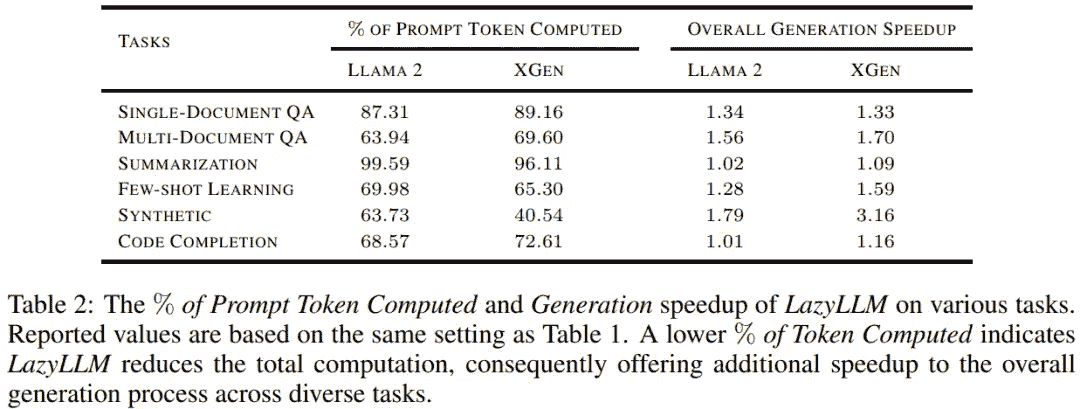 TASKS % OF PROMPT TOKEN COMPUTED OVERALL GENERATION SPEEDUP
LLAMA 2 XGEN LLAMA 2 XGEN
SINGLE-DOCUMENT QA 87.31 89.16 1.34 1.33
MULTI-DOCUMENT QA 63.94 69.60 1.56 1.70
SUMMARIZATION 99.59 96.11 1.02 1.09
FEW-SHOT LEARNING 69.98 65.30 1.28 1.59
SYNTHETIC 63.73 40.54 1.79 3.16
CODE COMPLETION 68.57 72.61 1.01 1.16
Table 2: The % of Prompt Token Computed and Generation speedup of LazyLLM on various tasks.
Reported values are based on the same setting as Table 1. A lower % of Token Computed indicates
LazyLLM reduces the total computation, consequently offering additional speedup to the overall
generation process across diverse tasks.